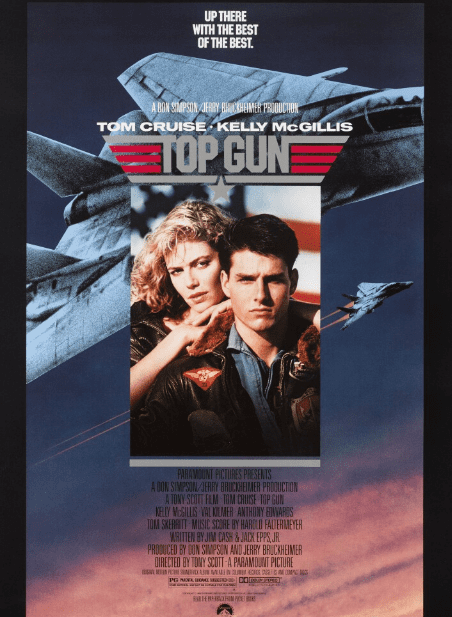 UP THERE
WITH THE BEST
OF THE BEST.
A DON SIMPSON/JERRY BRUCKHEIMER PRODUCTION
TOM CRUISE · KELLY McGILLIS
TOP GUN
PARAMOUNT PICTURES PRESENTS
A DON SIMPSON/JERRY BRUCKHEIMER PRODUCTION
A TONY SCOTT FILM TOM CRUISE TOP GUN
KELLY McGILLIS VAL KILMER ANTHONY EDWARDS
TOM SKERRITT MUSIC SCORE BY HAROLD FALTERMEYER
WRITTEN BY JIM CASH & JACK EPPS, JR.
PRODUCED BY DON SIMPSON AND JERRY BRUCKHEIMER
DIRECTED BY TONY SCOTT · A PARAMOUNT PICTURE
PG